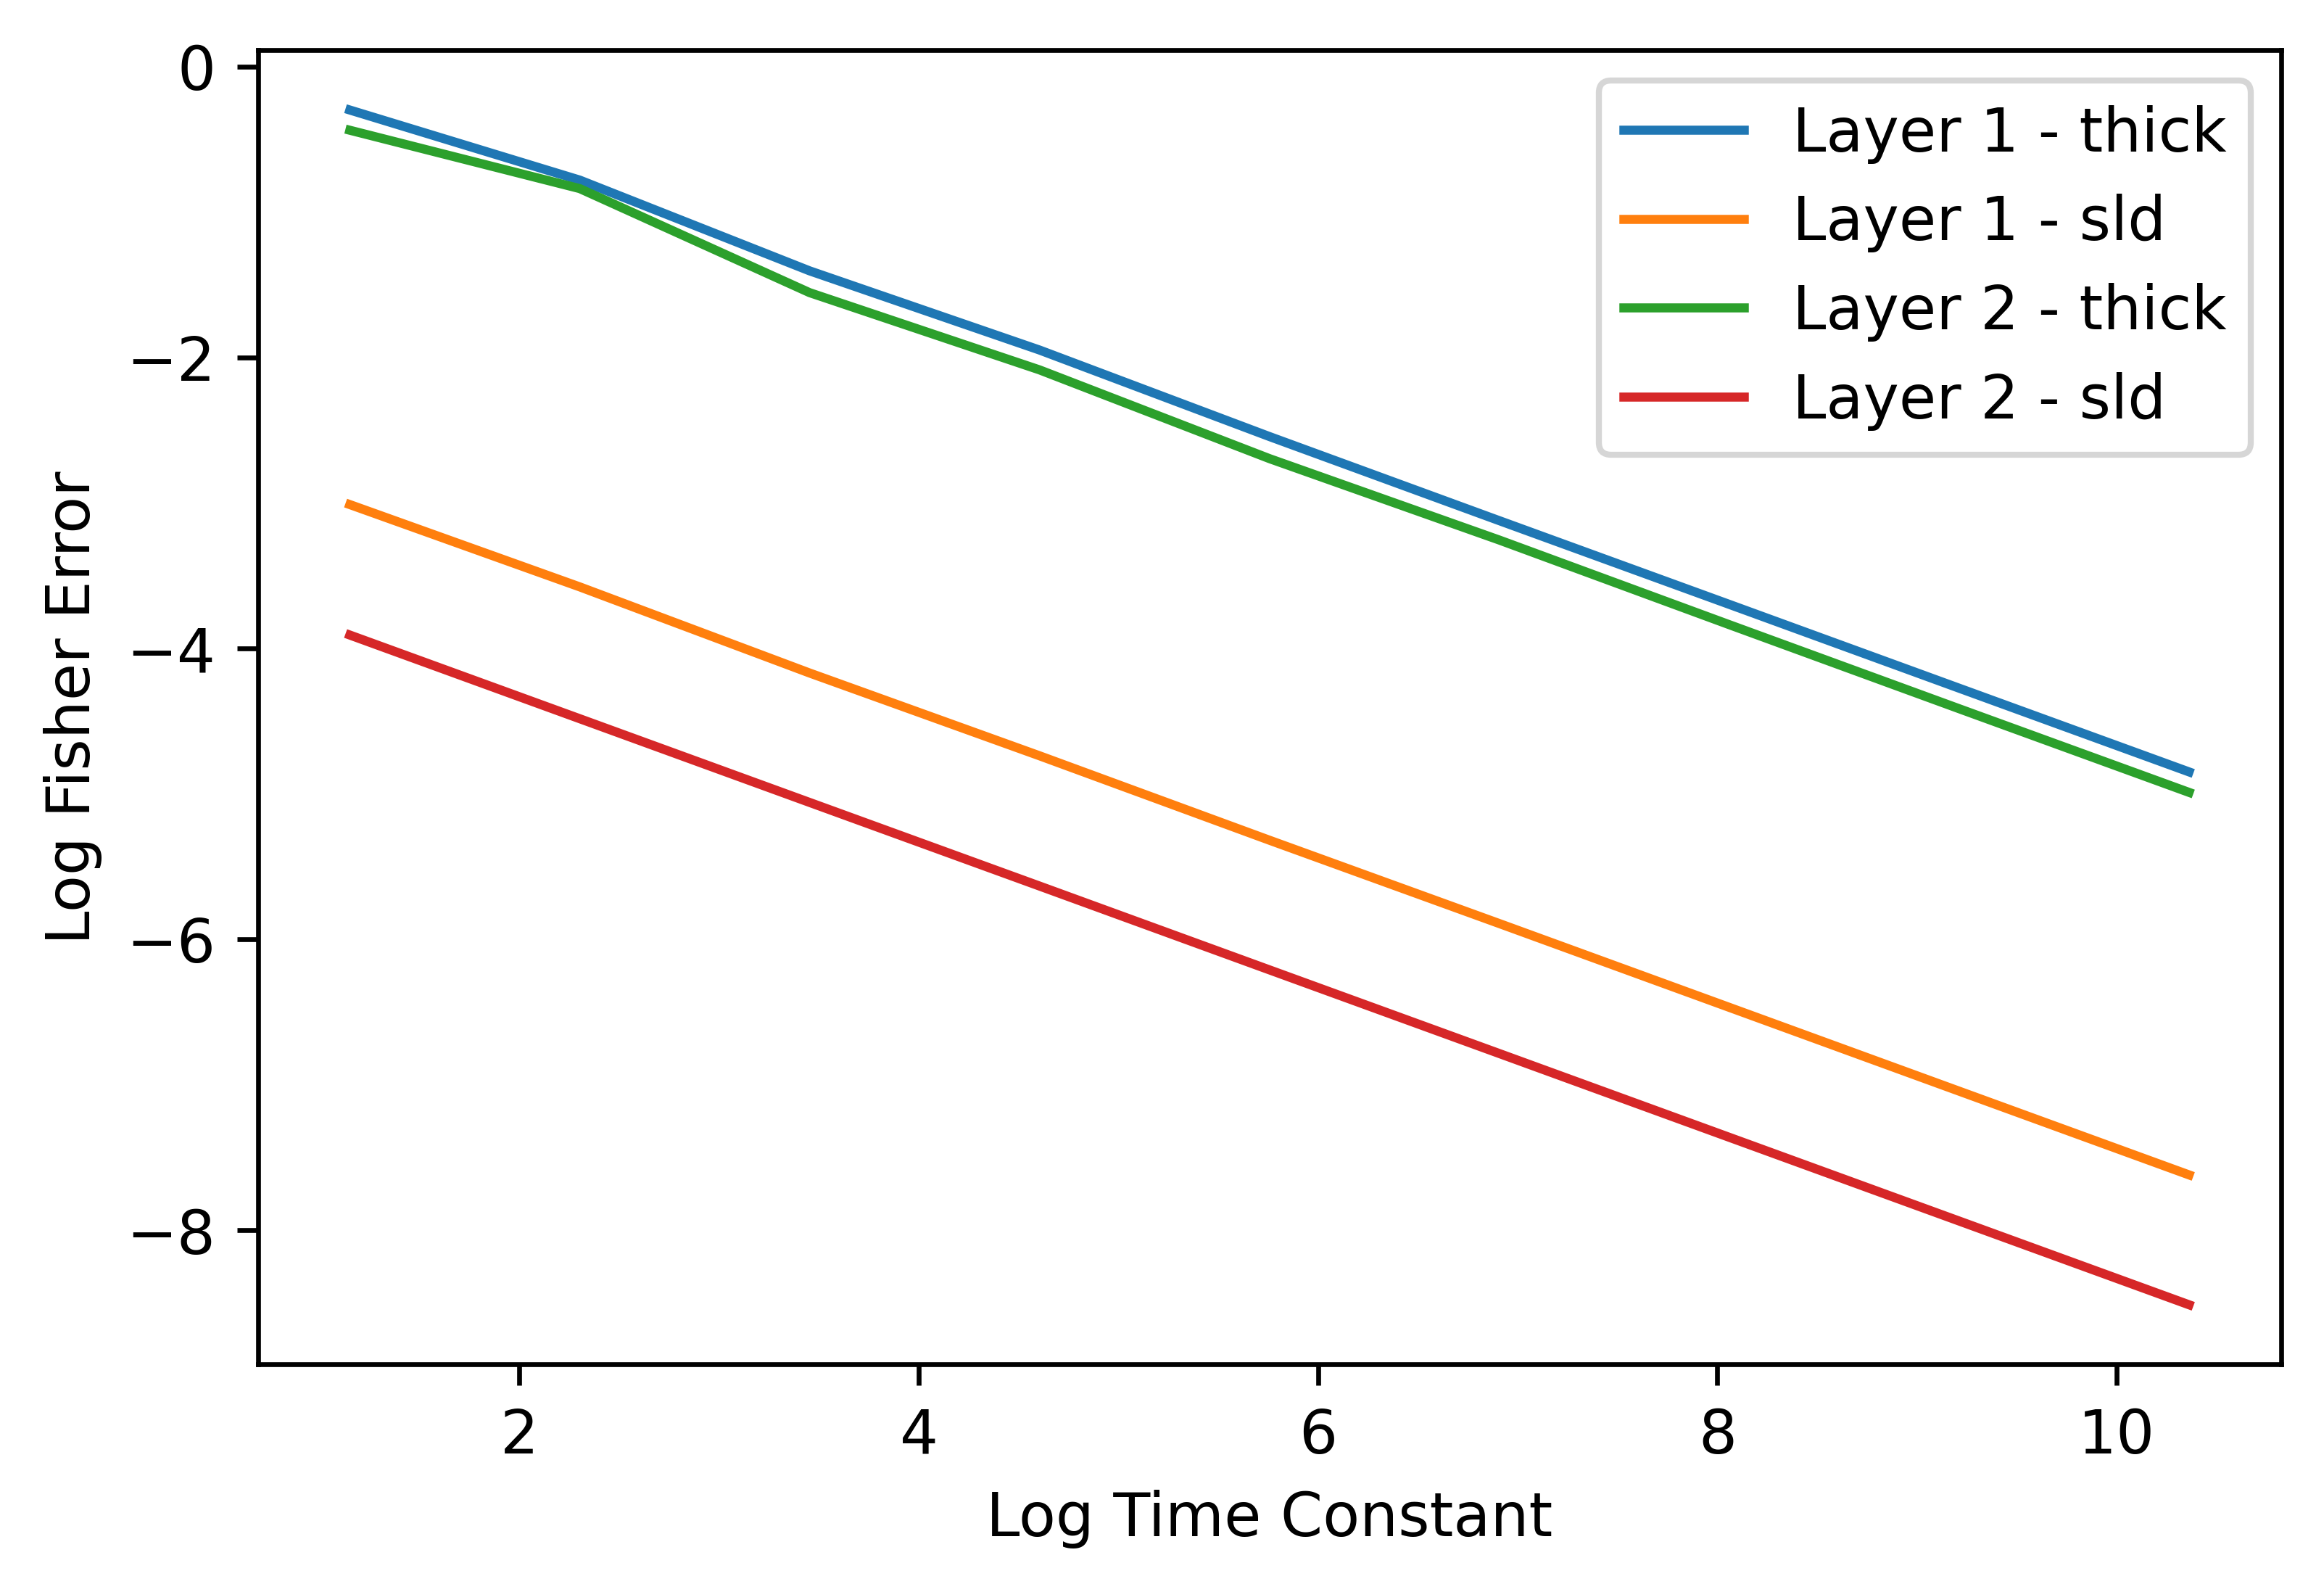 0
−2
−4
−6
−8
Log Fisher Error
Layer 1 - thick
Layer 1 - sld
Layer 2 - thick
Layer 2 - sld
2 4 6 8 10
Log Time Constant